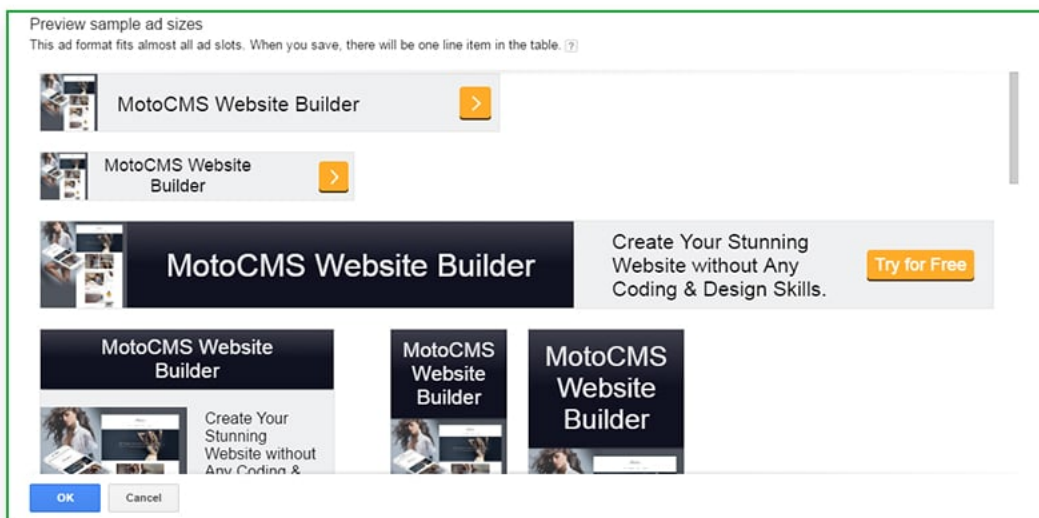 Preview sample ad sizes
This ad format fits almost all ad slots. When you save, there will be one line item in the table. ?
MotoCMS Website Builder
MotoCMS Website
Builder
MotoCMS Website Builder
Create Your Stunning
Website without Any
Coding & Design Skills.
Try for Free
MotoCMS Website
Builder
Create Your
Stunning
Website without
Any Coding &
MotoCMS
Website
Builder
MotoCMS
Website
Builder
OK
Cancel